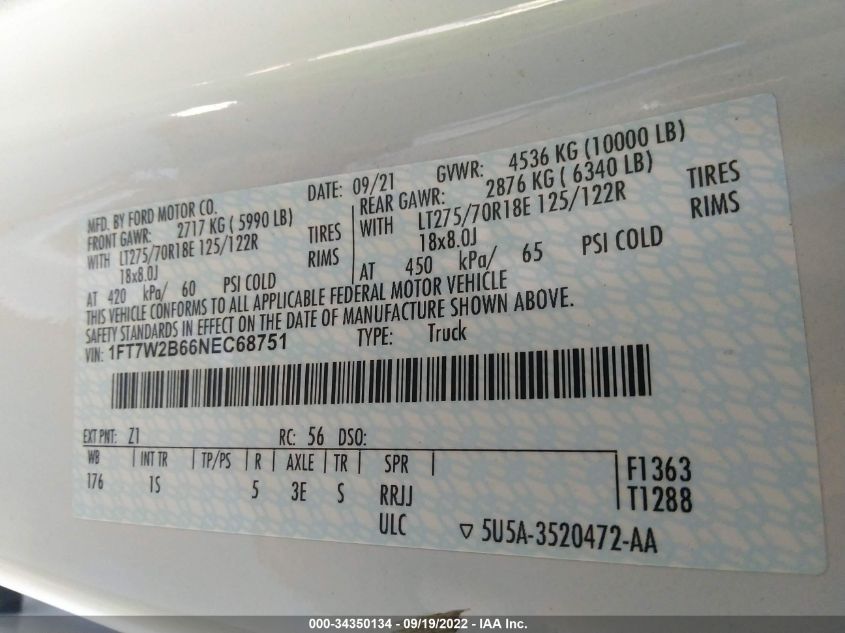 MFD. BY FORD MOTOR CO. DATE: 09/21 GVWR: 4536 KG (10000 LB)
FRONT GAWR: 2717 KG ( 5990 LB) REAR GAWR: 2876 KG ( 6340 LB)
WITH LT275/70R18E 125/122R TIRES WITH LT275/70R18E 125/122R TIRES
18x8.0J RIMS 18x8.0J RIMS
AT 420 kPa/ 60 PSI COLD AT 450 kPa/ 65 PSI COLD
THIS VEHICLE CONFORMS TO ALL APPLICABLE FEDERAL MOTOR VEHICLE
SAFETY STANDARDS IN EFFECT ON THE DATE OF MANUFACTURE SHOWN ABOVE.
VIN: 1FT7W2B66NEC68751 TYPE: Truck
EXT PNT: Z1 RC: 56 DSO:
WB INT TR TP/PS R AXLE TR SPR
176 1S 5 3E S RRJJ
ULC
F1363
T1288
▽ 5U5A-3520472-AA
000-34350134 - 09/19/2022 - IAA Inc.